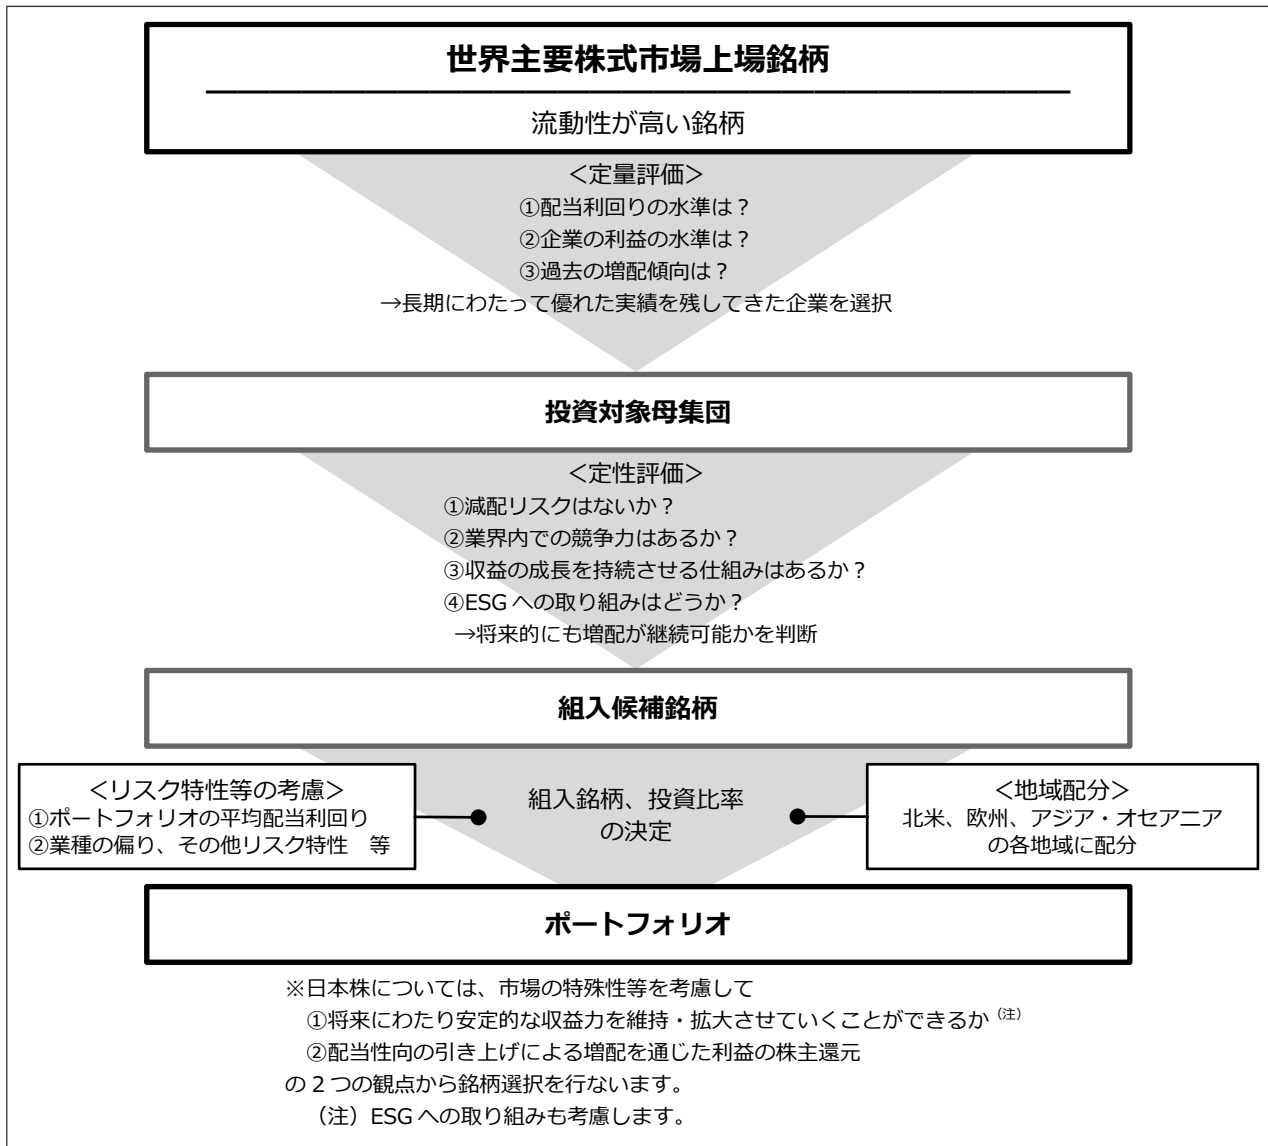 世界主要株式市場上場銘柄
流動性が高い銘柄
＜定量評価＞
①配当利回りの水準は？
②企業の利益の水準は？
③過去の増配傾向は？
→長期にわたって優れた実績を残してきた企業を選択
投資対象母集団
＜定性評価＞
①減配リスクはないか？
②業界内での競争力はあるか？
③収益の成長を持続させる仕組みはあるか？
④ESG への取り組みはどうか？
→将来的にも増配が継続可能かを判断
組入候補銘柄
＜リスク特性等の考慮＞
①ポートフォリオの平均配当利回り
②業種の偏り、その他リスク特性　等
組入銘柄、投資比率
の決定
＜地域配分＞
北米、欧州、アジア・オセアニア
の各地域に配分
ポートフォリオ
※日本株については、市場の特殊性等を考慮して
①将来にわたり安定的な収益力を維持・拡大させていくことができるか（注）
②配当性向の引き上げによる増配を通じた利益の株主還元
の 2 つの観点から銘柄選択を行ないます。
（注）ESG への取り組みも考慮します。